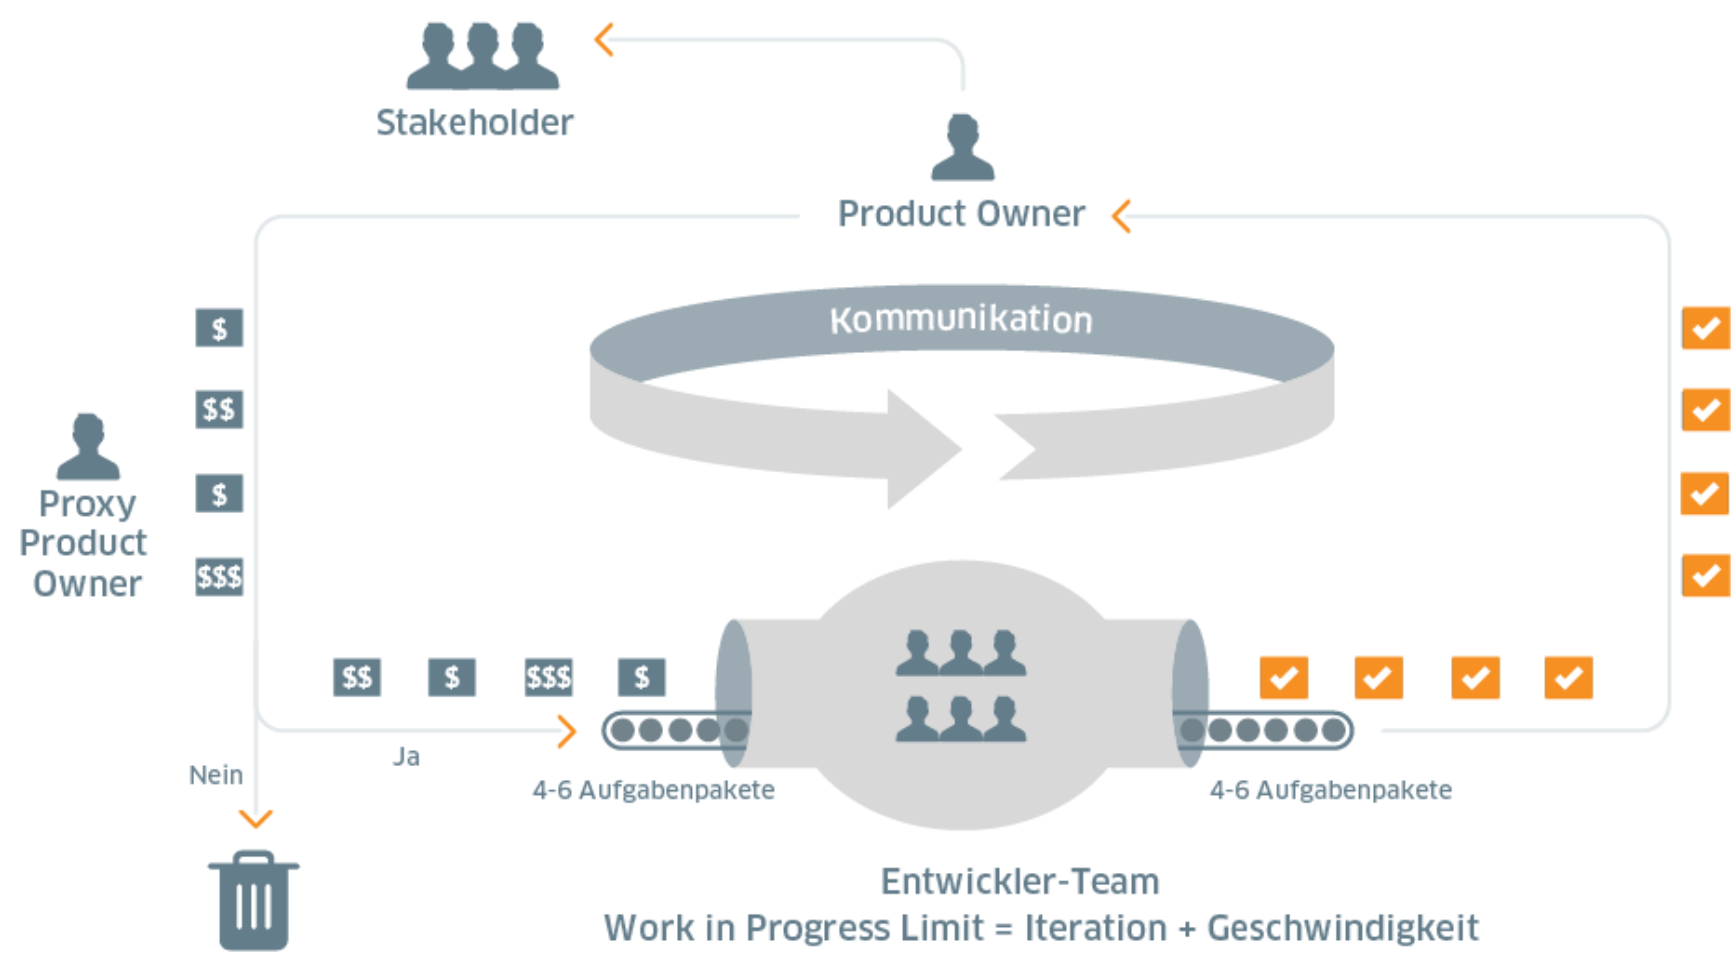 Stakeholder
Product Owner
Kommunikation
$
$$
$
$$$
Proxy
Product
Owner
$$ $ $$$ $
Ja
Nein
4-6 Aufgabenpakete
4-6 Aufgabenpakete
Entwickler-Team
Work in Progress Limit = Iteration + Geschwindigkeit